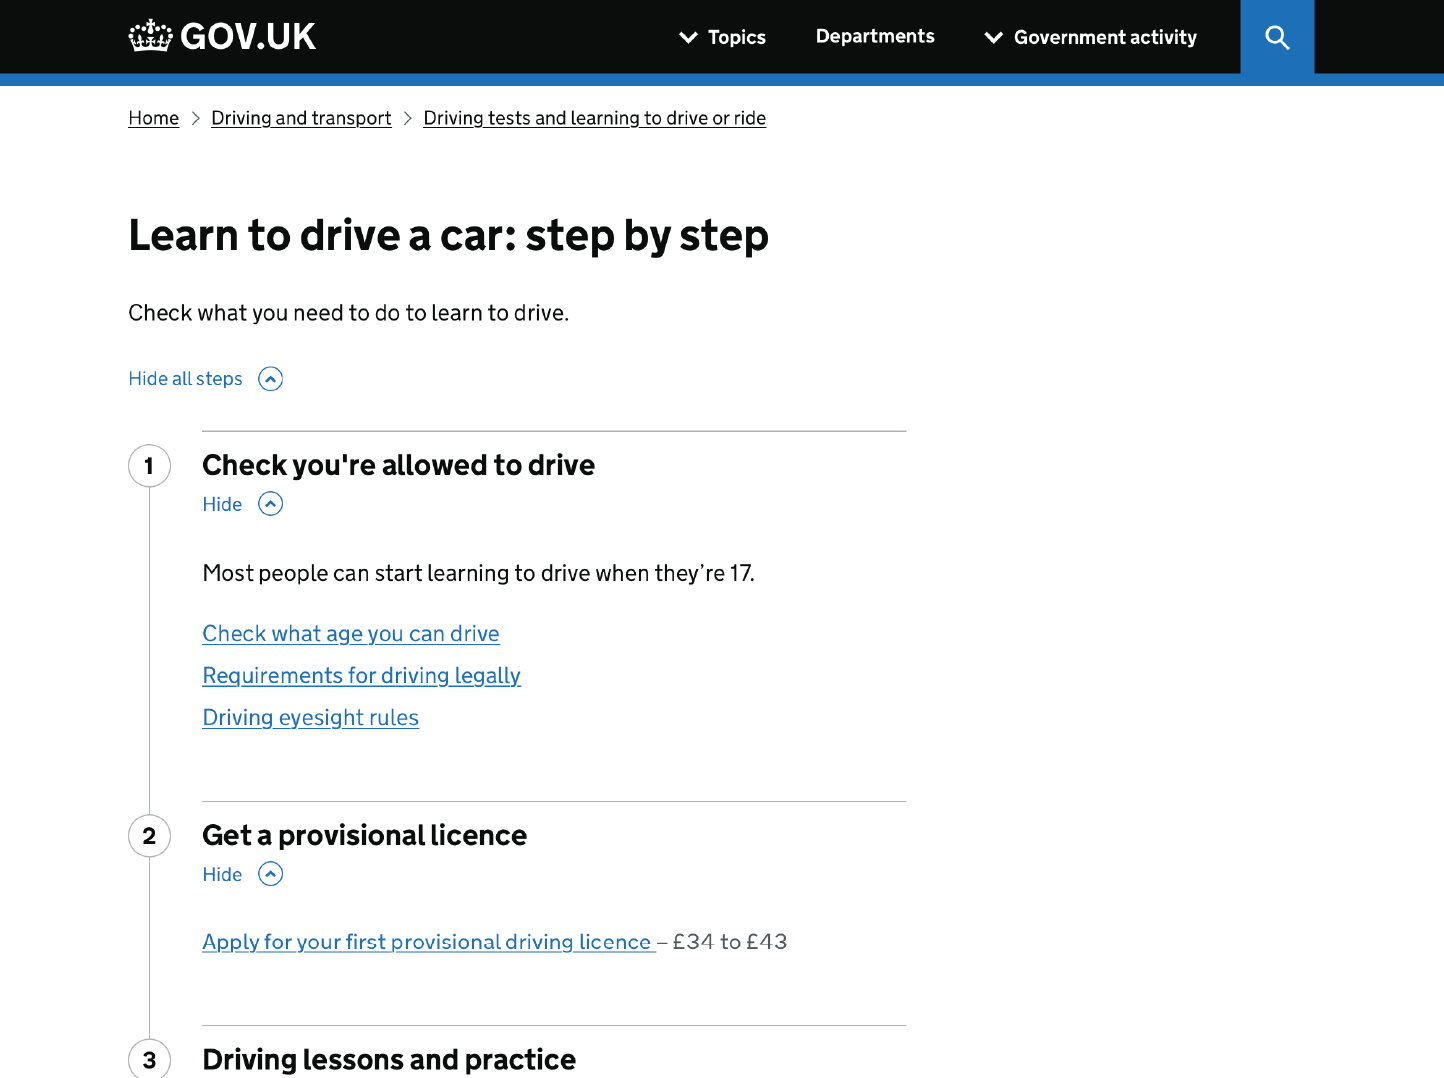 GOV.UK
Topics Departments Government activity
Home > Driving and transport > Driving tests and learning to drive or ride
Learn to drive a car: step by step
Check what you need to do to learn to drive.
Hide all steps
1 Check you're allowed to drive
Hide
Most people can start learning to drive when they’re 17.
Check what age you can drive
Requirements for driving legally
Driving eyesight rules
2 Get a provisional licence
Hide
Apply for your first provisional driving licence – £34 to £43
3 Driving lessons and practice